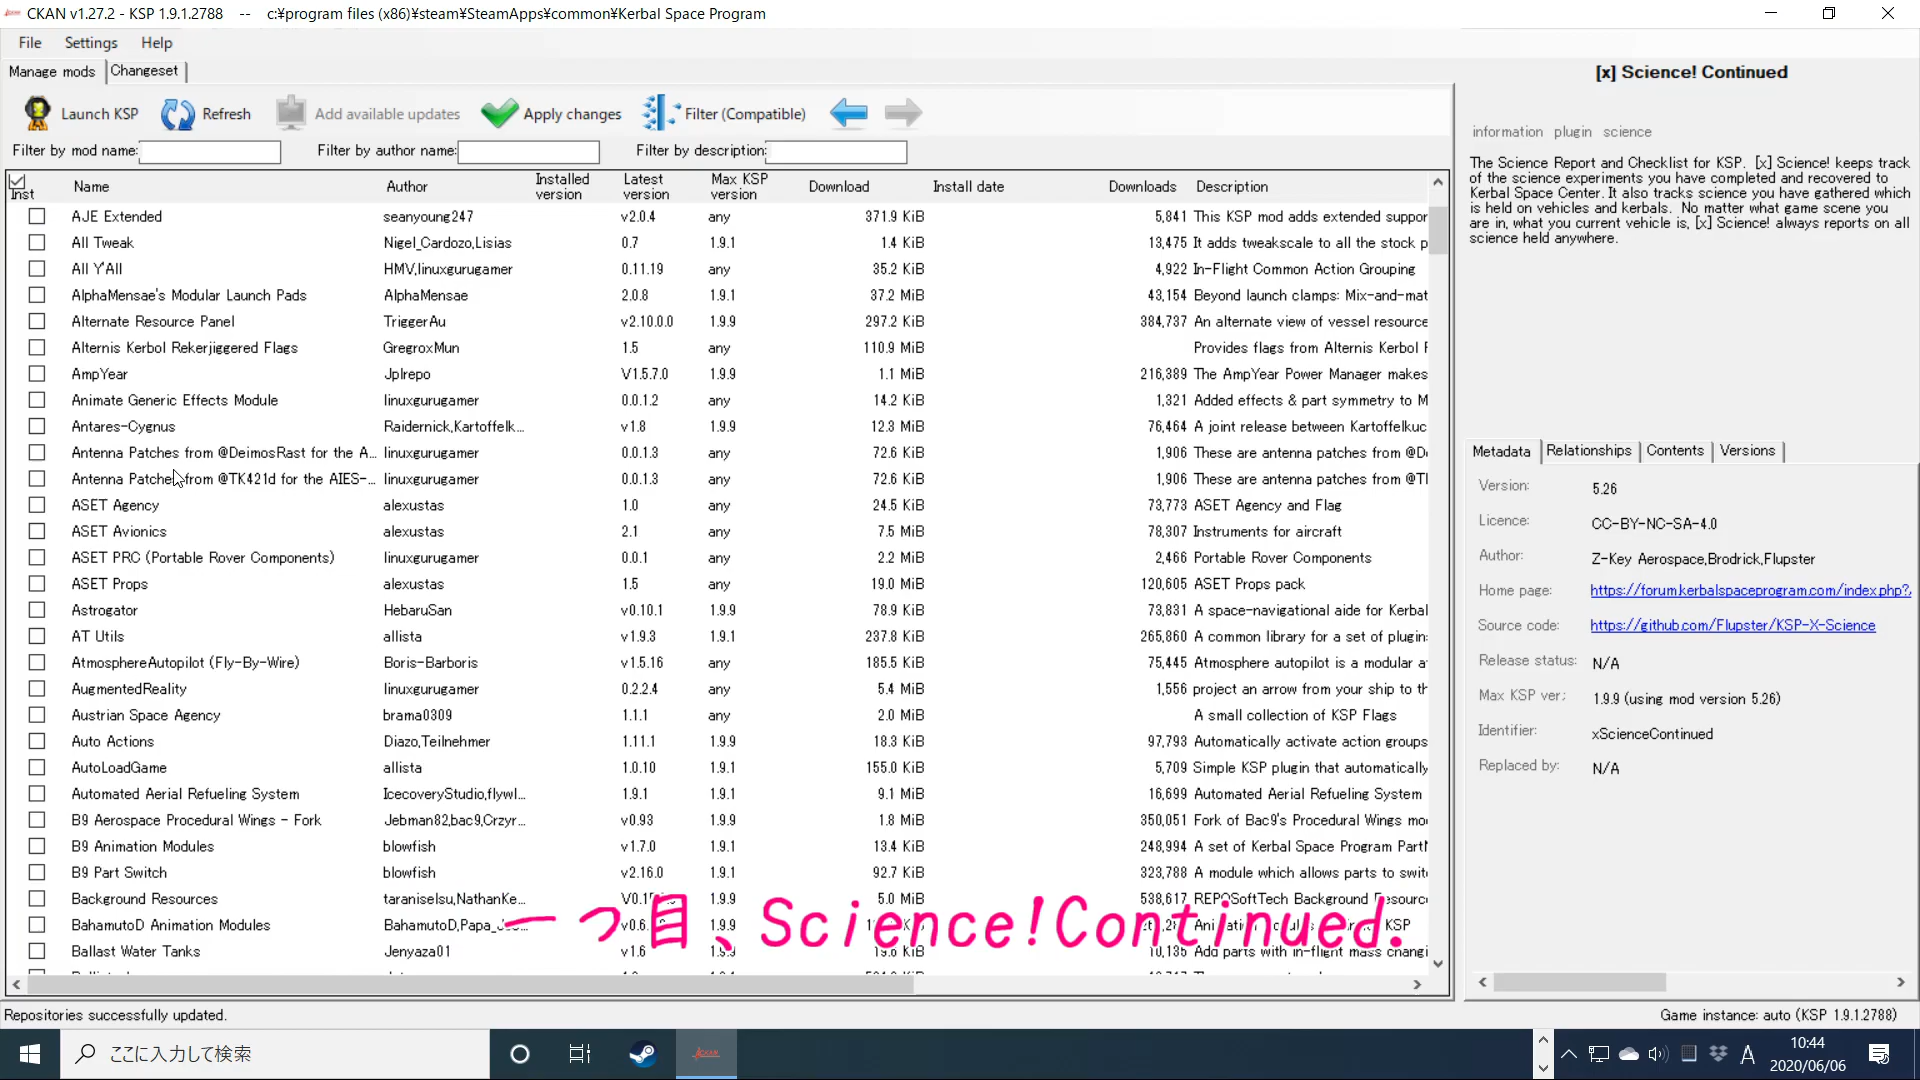 CKAN v1.27.2 - KSP 1.9.1.2788 -- c:¥program files (x86)¥steam¥SteamApps¥common¥Kerbal Space Program
File Settings Help
Manage mods Changeset
Launch KSP Refresh Add available updates Apply changes Filter (Compatible)
Filter by mod name: Filter by author name: Filter by description:
Inst Name Author Installed version Latest version Max KSP version Download Install date Downloads Description
AJE Extended seanyoung247 v2.0.4 any 371.9 KiB 5,841 This KSP mod adds extended suppor
All Tweak Nigel_Cardozo,Lisias 0.7 1.9.1 1.4 KiB 13,475 It adds tweakscale to all the stock p
All Y'All HMV,linuxgurugamer 0.11.19 any 35.2 KiB 4,922 In-Flight Common Action Grouping
AlphaMensae's Modular Launch Pads AlphaMensae 2.0.8 1.9.1 37.2 MiB 43,154 Beyond launch clamps: Mix-and-mat
Alternate Resource Panel TriggerAu v2.10.0.0 1.9.9 297.2 KiB 384,737 An alternate view of vessel resource
Alternis Kerbol Rekerjiggered Flags GregroxMun 1.5 any 110.9 MiB Provides flags from Alternis Kerbol
AmpYear Jplrepo V1.5.7.0 1.9.9 1.1 MiB 216,389 The AmpYear Power Manager makes
Animate Generic Effects Module linuxgurugamer 0.0.1.2 any 14.2 KiB 1,321 Added effects & part symmetry to M
Antares-Cygnus Raidernick,Kartoffelk... v1.8 1.9.9 12.3 MiB 76,464 A joint release between Kartoffelkuc
Antenna Patches from @DeimosRast for the A... linuxgurugamer 0.0.1.3 any 72.6 KiB 1,906 These are antenna patches from @D
Antenna Patches from @TK421d for the AIES-... linuxgurugamer 0.0.1.3 any 72.6 KiB 1,906 These are antenna patches from @T
ASET Agency alexustas 1.0 any 24.5 KiB 73,773 ASET Agency and Flag
ASET Avionics alexustas 2.1 any 7.5 MiB 78,307 Instruments for aircraft
ASET PRC (Portable Rover Components) linuxgurugamer 0.0.1 any 2.2 MiB 2,466 Portable Rover Components
ASET Props alexustas 1.5 any 19.0 MiB 120,605 ASET Props pack
Astrogator HebaruSan v0.10.1 1.9.9 78.9 KiB 73,831 A space-navigational aide for Kerbal
AT Utils allista v1.9.3 1.9.1 237.8 KiB 265,860 A common library for a set of plugin
AtmosphereAutopilot (Fly-By-Wire) Boris-Barboris v1.5.16 any 185.5 KiB 75,445 Atmosphere autopilot is a modular a
AugmentedReality linuxgurugamer 0.2.2.4 any 5.4 MiB 1,556 project an arrow from your ship to th
Austrian Space Agency brama0309 1.1.1 any 2.0 MiB A small collection of KSP Flags
Auto Actions Diazo,Teilnehmer 1.11.1 1.9.9 18.3 KiB 97,793 Automatically activate action groups
AutoLoadGame allista 1.0.10 1.9.1 155.0 KiB 5,709 Simple KSP plugin that automatically
Automated Aerial Refueling System IcecoveryStudio,flywl... 1.9.1 1.9.1 9.1 MiB 16,699 Automated Aerial Refueling System
B9 Aerospace Procedural Wings - Fork Jebman82,bac9,Crzyr... v0.93 1.9.9 1.8 MiB 350,051 Fork of Bac9's Procedural Wings mo
B9 Animation Modules blowfish v1.7.0 1.9.1 13.4 KiB 248,994 A set of Kerbal Space Program Part
B9 Part Switch blowfish v2.16.0 1.9.1 92.7 KiB 323,788 A module which allows parts to swit
Background Resources taraniselsu,NathanKe... 1.9.9 5.0 MiB 538,617 REPOSoftTech Background Resourc
BahamutoD Animation Modules KSP
Ballast Water Tanks Jenyaza01 v1.6 1.9.9 19.6 KiB 10,135 Add parts with in-flight mass changi
一つ目、Science!Continued.
[x] Science! Continued
information plugin science
The Science Report and Checklist for KSP. [x] Science! keeps track
of the science experiments you have completed and recovered to
Kerbal Space Center. It also tracks science you have gathered which
is held on vehicles and kerbals. No matter what game scene you
are in, what you current vehicle is, [x] Science! always reports on all
science held anywhere.
Metadata Relationships Contents Versions
Version: 5.26
Licence: CC-BY-NC-SA-4.0
Author: Z-Key Aerospace,Brodrick,Flupster
Home page: https://forum.kerbalspaceprogram.com/index.php?
Source code: https://github.com/Flupster/KSP-X-Science
Release status: N/A
Max KSP ver.: 1.9.9 (using mod version 5.26)
Identifier: xScienceContinued
Replaced by: N/A
Repositories successfully updated. Game instance: auto (KSP 1.9.1.2788)
ここに入力して検索 A 10:44
2020/06/06